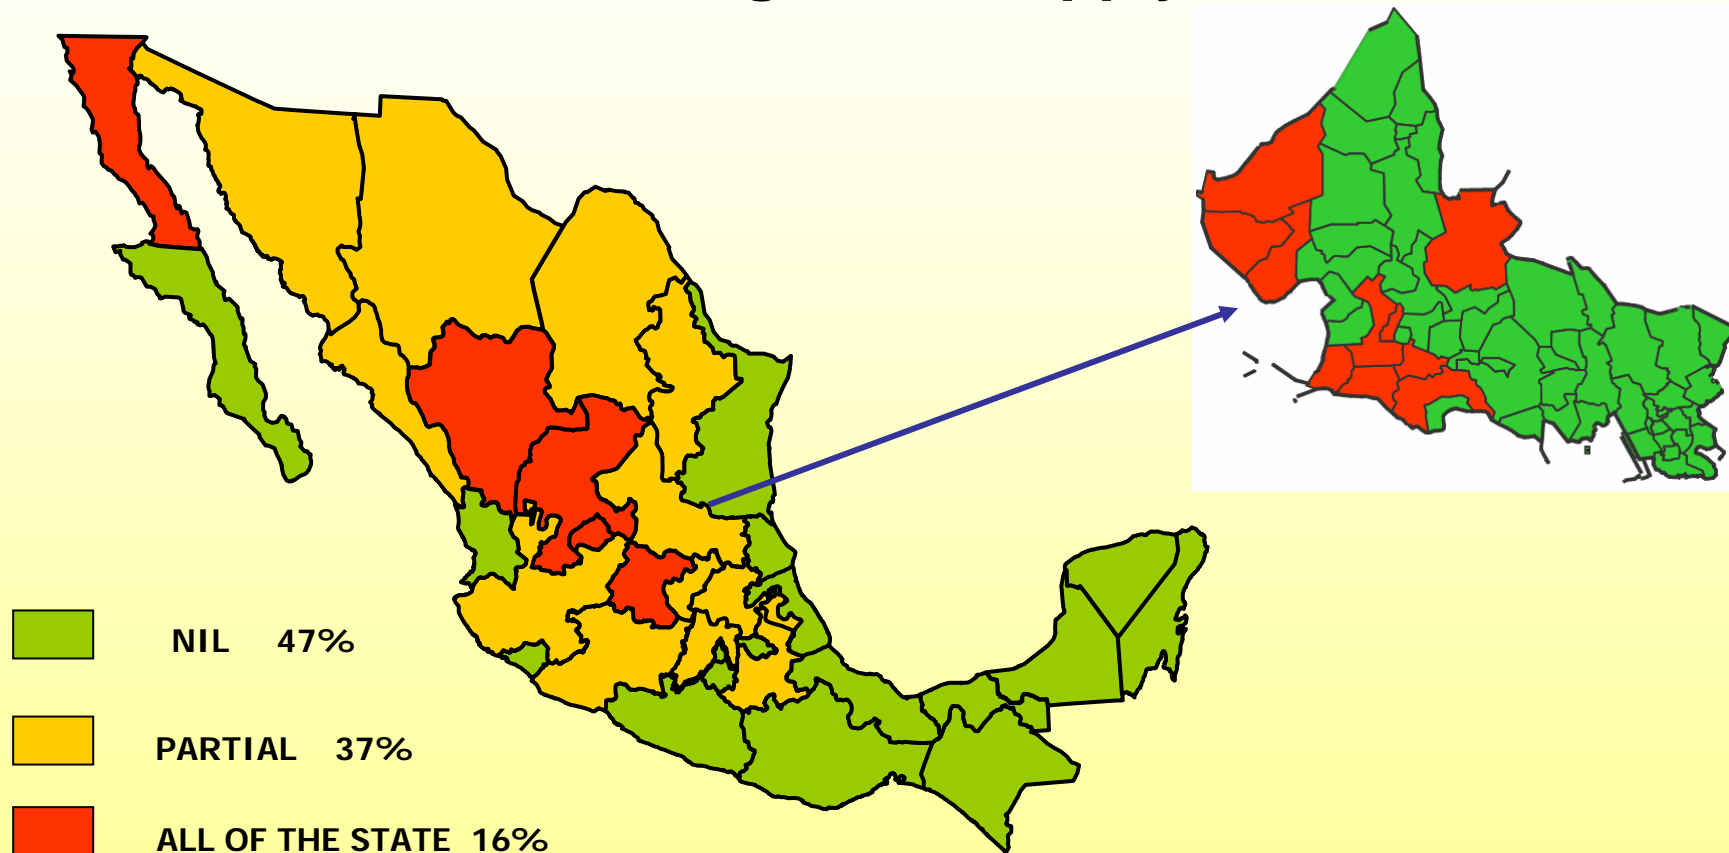 NIL 47%
PARTIAL 37%
ALL OF THE STATE 16%